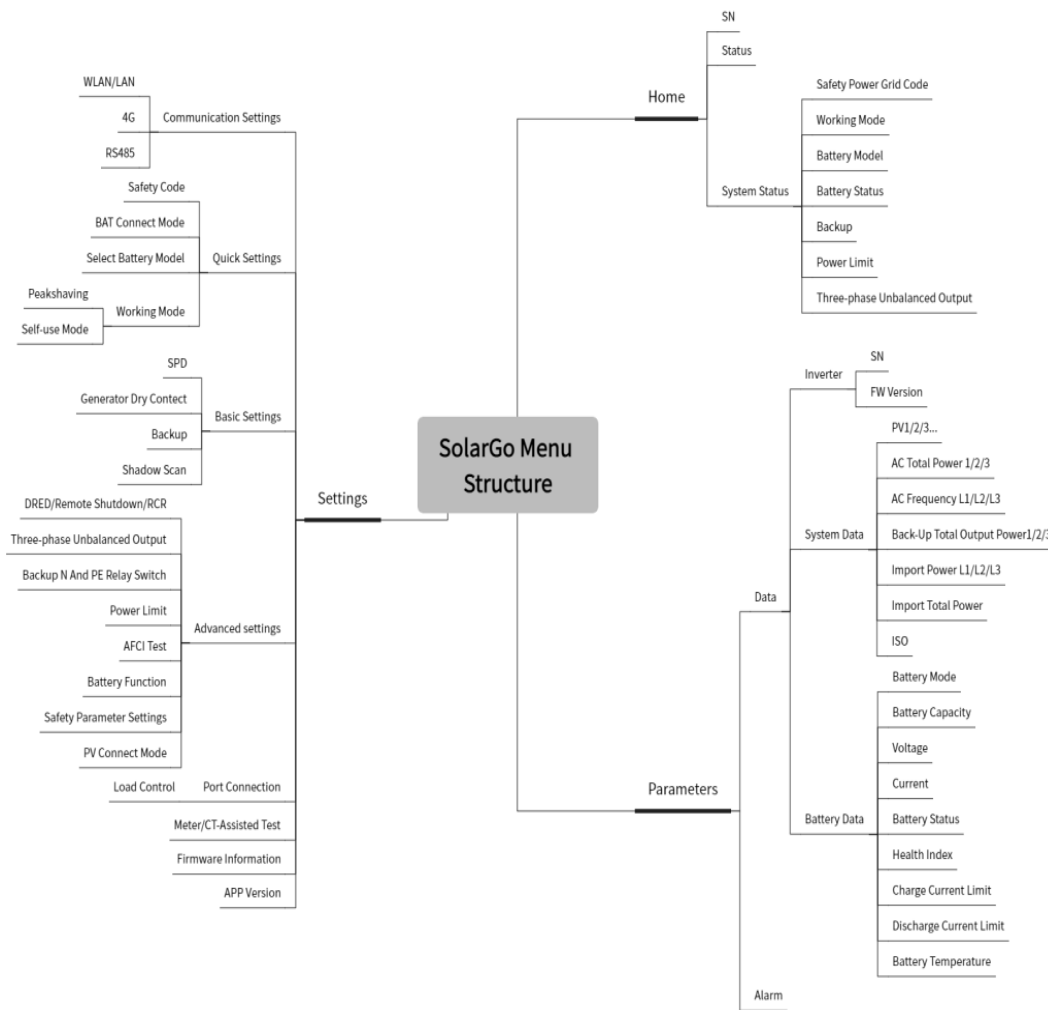 SolarGo Menu
Structure
Home
SN
Status
System Status
Safety Power Grid Code
Working Mode
Battery Model
Battery Status
Backup
Power Limit
Three-phase Unbalanced Output
Parameters
Data
Inverter
SN
FW Version
System Data
PV1/2/3...
AC Total Power 1/2/3
AC Frequency L1/L2/L3
Back-Up Total Output Power1/2/3
Import Power L1/L2/L3
Import Total Power
ISO
Battery Data
Battery Mode
Battery Capacity
Voltage
Current
Battery Status
Health Index
Charge Current Limit
Discharge Current Limit
Battery Temperature
Alarm
Settings
Communication Settings
WLAN/LAN
4G
RS485
Quick Settings
Safety Code
BAT Connect Mode
Select Battery Model
Working Mode
Peakshaving
Self-use Mode
Basic Settings
SPD
Generator Dry Contect
Backup
Shadow Scan
Advanced settings
DRED/Remote Shutdown/RCR
Three-phase Unbalanced Output
Backup N And PE Relay Switch
Power Limit
AFCI Test
Battery Function
Safety Parameter Settings
PV Connect Mode
Port Connection
Load Control
Meter/CT-Assisted Test
Firmware Information
APP Version